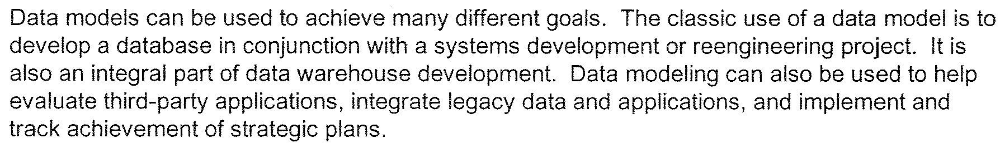 Data models can be used to achieve many different goals.  The classic use of a data model is to
develop a database in conjunction with a systems development or reengineering project.  It is
also an integral part of data warehouse development.  Data modeling can also be used to help
evaluate third-party applications, integrate legacy data and applications, and implement and
track achievement of strategic plans.